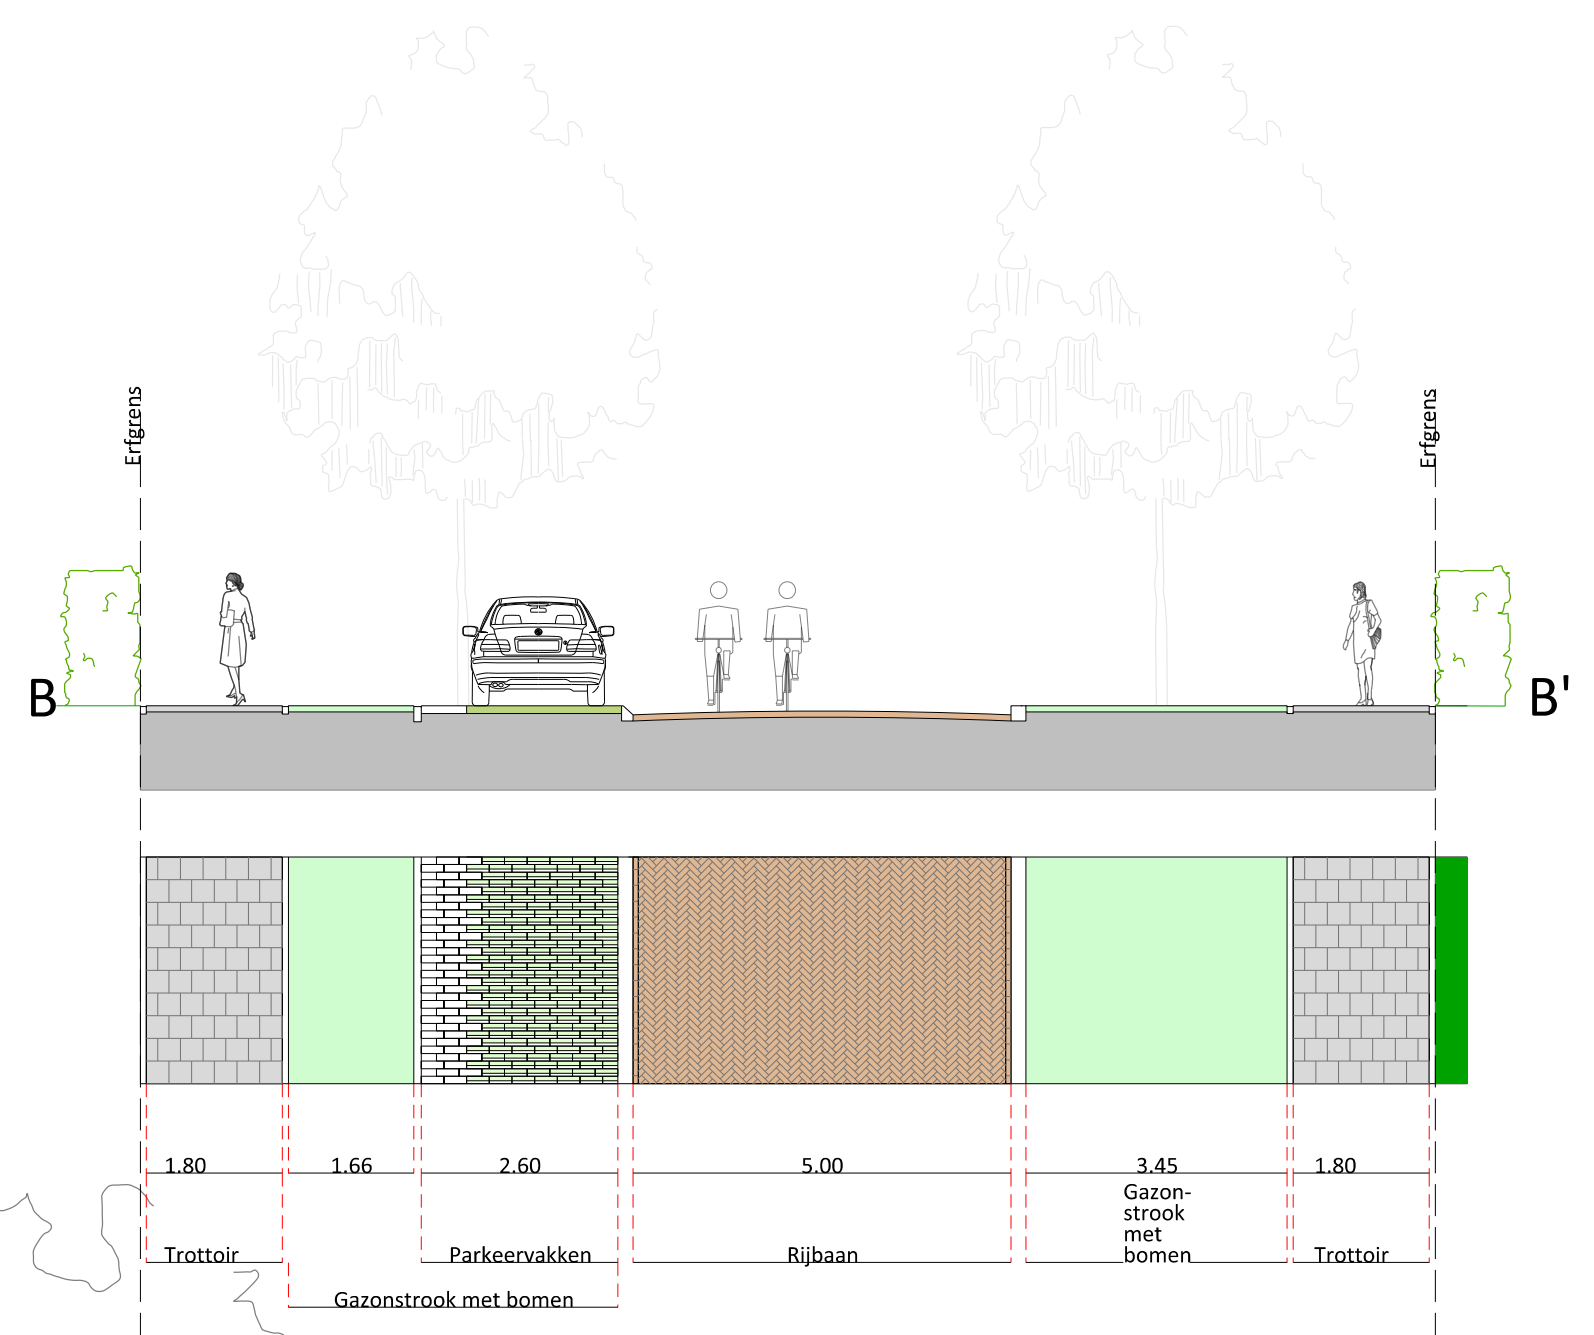 Erfgrens
Erfgrens
B
B'
1.80
1.66
2.60
5.00
3.45
1.80
Gazon-
strook
met
bomen
Trottoir
Parkeervakken
Rijbaan
Trottoir
Gazonstrook met bomen